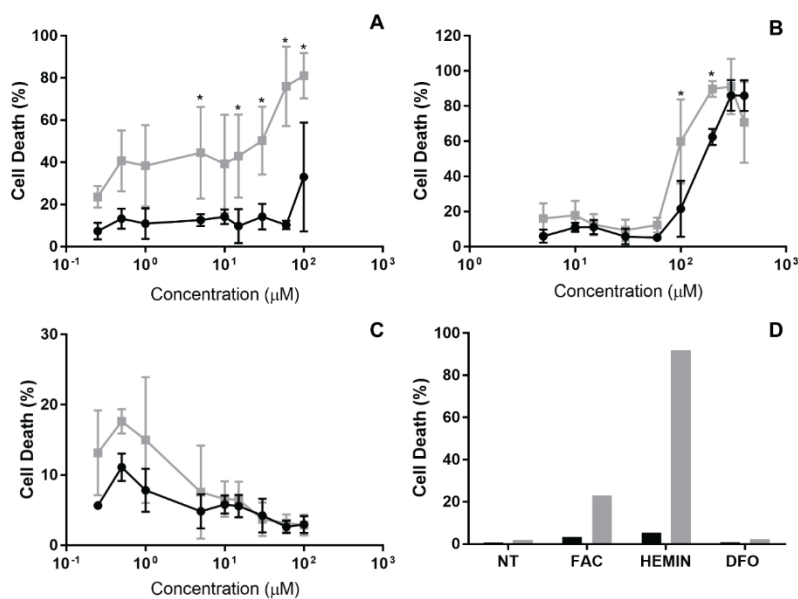 A
Cell Death (%)
100
80
60
40
20
0
* * * * *
10⁻¹ 10⁰ 10¹ 10² 10³
Concentration (μM)
B
Cell Death (%)
120
100
80
60
40
20
0
* *
10⁰ 10¹ 10² 10³
Concentration (μM)
C
Cell Death (%)
30
20
10
0
10⁻¹ 10⁰ 10¹ 10² 10³
Concentration (μM)
D
Cell Death (%)
100
80
60
40
20
0
NT FAC HEMIN DFO